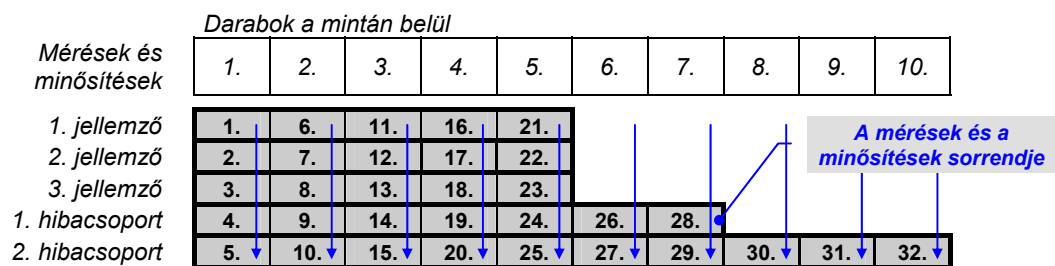 Darabok a mintán belül
Mérések és
minősítések
1. 2. 3. 4. 5. 6. 7. 8. 9. 10.
1. jellemző 1. 6. 11. 16. 21.
2. jellemző 2. 7. 12. 17. 22.
3. jellemző 3. 8. 13. 18. 23.
1. hibacsoport 4. 9. 14. 19. 24. 26. 28.
2. hibacsoport 5. 10. 15. 20. 25. 27. 29. 30. 31. 32.
A mérések és a
minősítések sorrendje